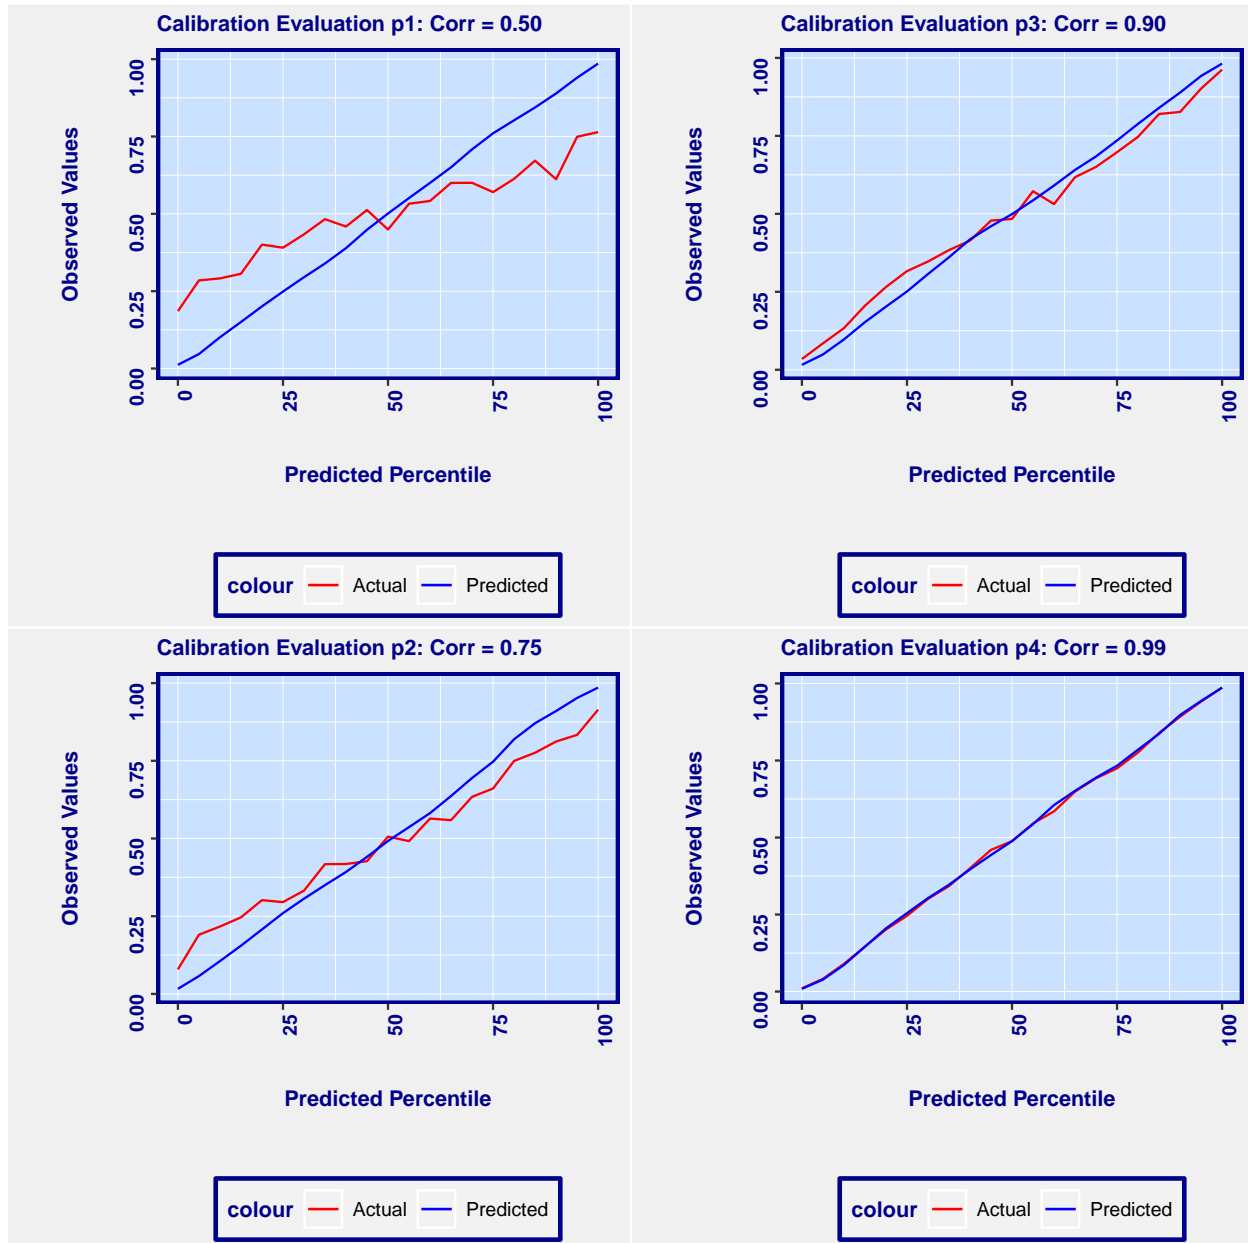 Calibration Evaluation p1: Corr = 0.50
Observed Values
1.00
0.75
0.50
0.25
0.00
0 25 50 75 100
Predicted Percentile
colour Actual Predicted
Calibration Evaluation p3: Corr = 0.90
Observed Values
1.00
0.75
0.50
0.25
0.00
0 25 50 75 100
Predicted Percentile
colour Actual Predicted
Calibration Evaluation p2: Corr = 0.75
Observed Values
1.00
0.75
0.50
0.25
0.00
0 25 50 75 100
Predicted Percentile
colour Actual Predicted
Calibration Evaluation p4: Corr = 0.99
Observed Values
1.00
0.75
0.50
0.25
0.00
0 25 50 75 100
Predicted Percentile
colour Actual Predicted